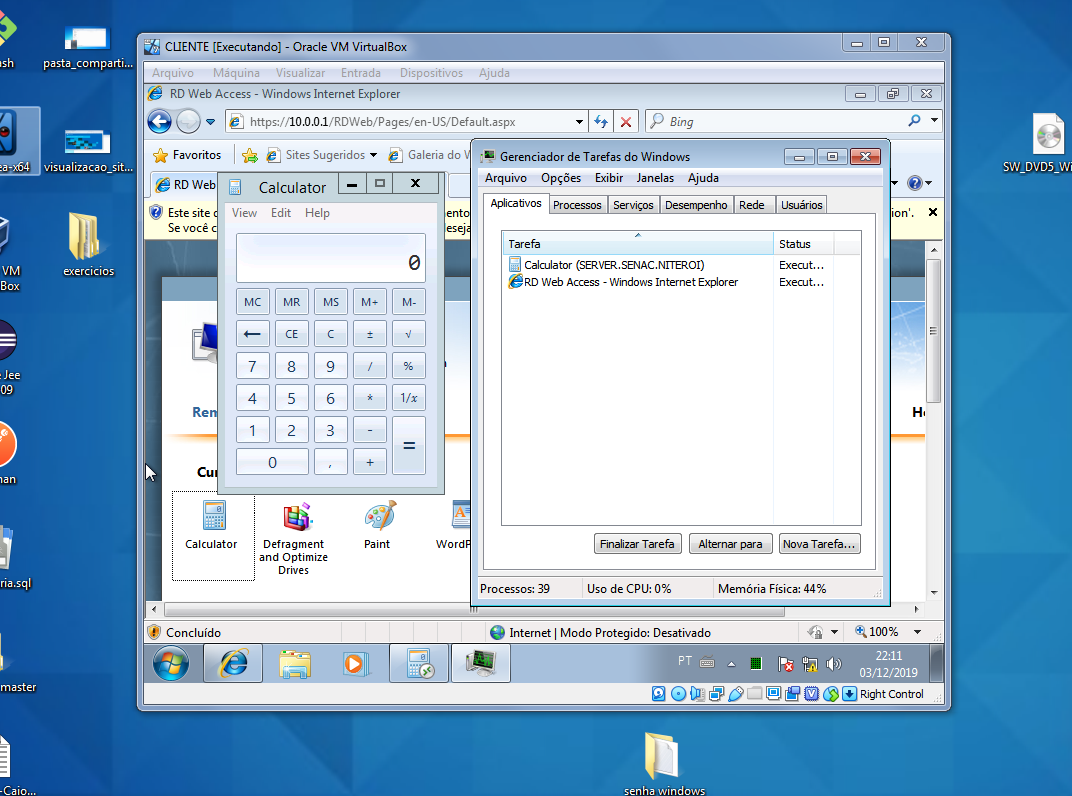 ash
pasta_comparti...
ea-x64
visualizacao_sit...
VM
Box
exercicios
Jee
09
man
ria.sql
master
-Caio...
SW_DVD5_Wi
senha windows
CLIENTE [Executando] - Oracle VM VirtualBox
Arquivo Máquina Visualizar Entrada Dispositivos Ajuda
RD Web Access - Windows Internet Explorer
https://10.0.0.1/RDWeb/Pages/en-US/Default.aspx
Bing
Favoritos Sites Sugeridos Galeria do W
RD Web
Este site d
Se você c
mento
deseja
ion'.
Rem
He
Cur
Calculator
View Edit Help
0
MC MR MS M+ M-
← CE C ± √
7 8 9 / %
4 5 6 * 1/x
1 2 3 - =
0 , +
Calculator
Defragment
and Optimize
Drives
Paint
WordP
Gerenciador de Tarefas do Windows
Arquivo Opções Exibir Janelas Ajuda
Aplicativos Processos Serviços Desempenho Rede Usuários
Tarefa Status
Calculator (SERVER.SENAC.NITEROI) Execut...
RD Web Access - Windows Internet Explorer Execut...
Finalizar Tarefa Alternar para Nova Tarefa...
Processos: 39 Uso de CPU: 0% Memória Física: 44%
Concluído Internet | Modo Protegido: Desativado 100%
PT
22:11
03/12/2019
Right Control